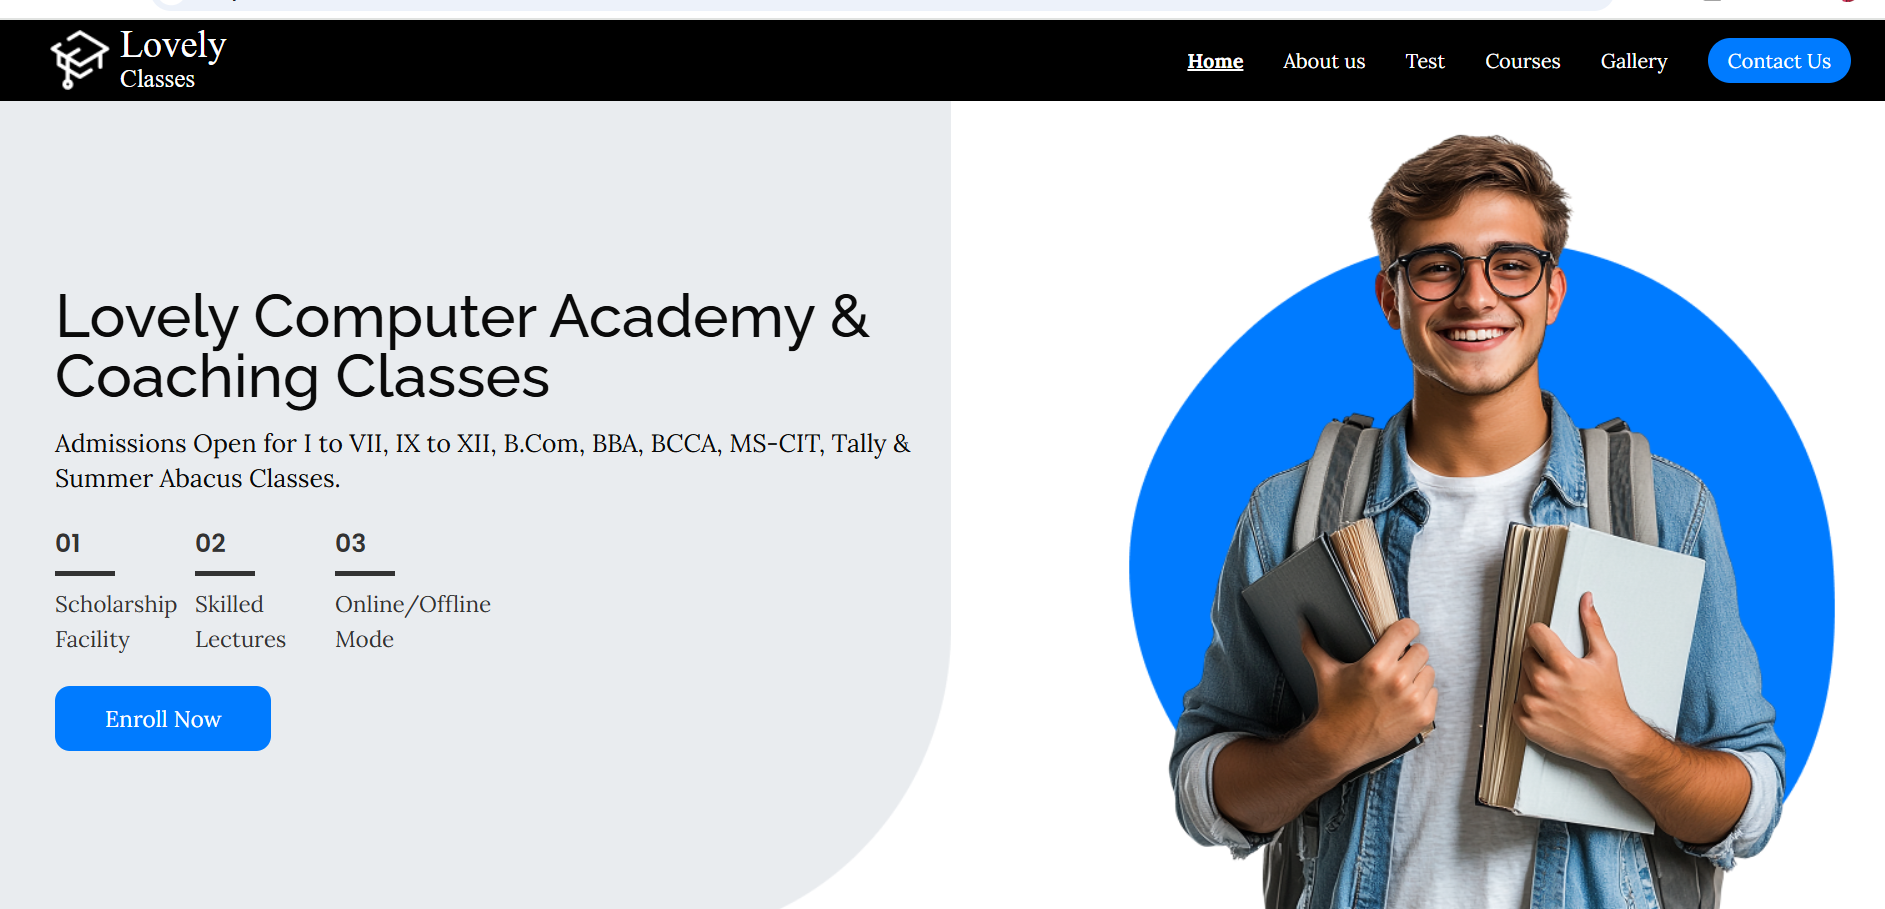 Lovely
Classes
Home
About us
Test
Courses
Gallery
Contact Us
Lovely Computer Academy &
Coaching Classes
Admissions Open for I to VII, IX to XII, B.Com, BBA, BCCA, MS-CIT, Tally &
Summer Abacus Classes.
01
Scholarship
Facility
02
Skilled
Lectures
03
Online/Offline
Mode
Enroll Now